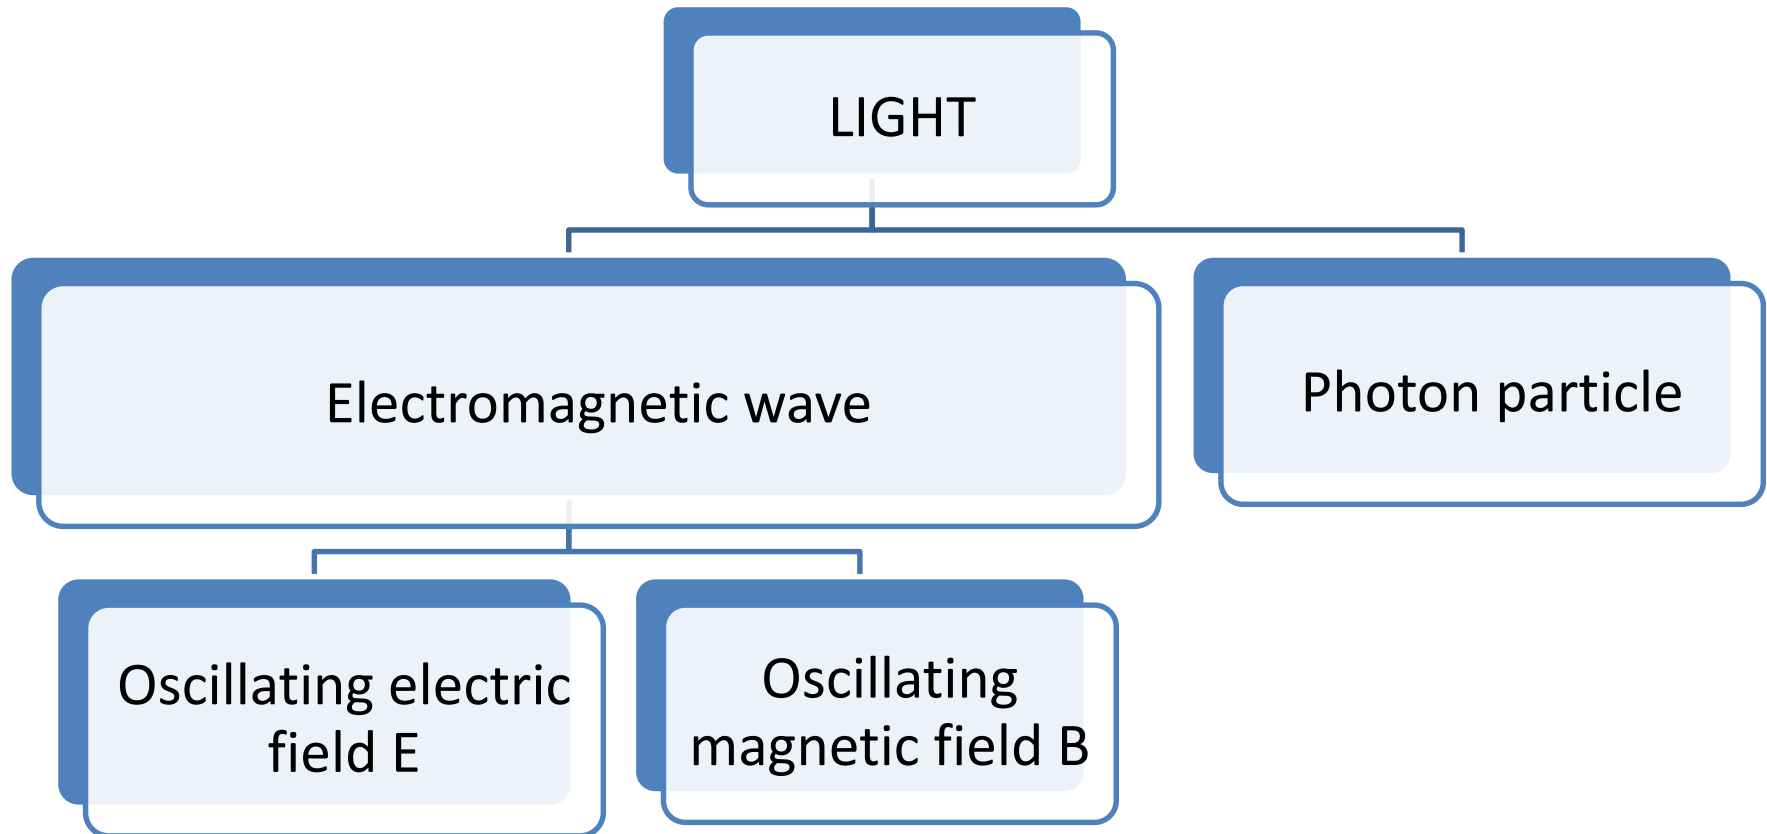 LIGHT
Electromagnetic wave
Photon particle
Oscillating electric
field E
Oscillating
magnetic field B